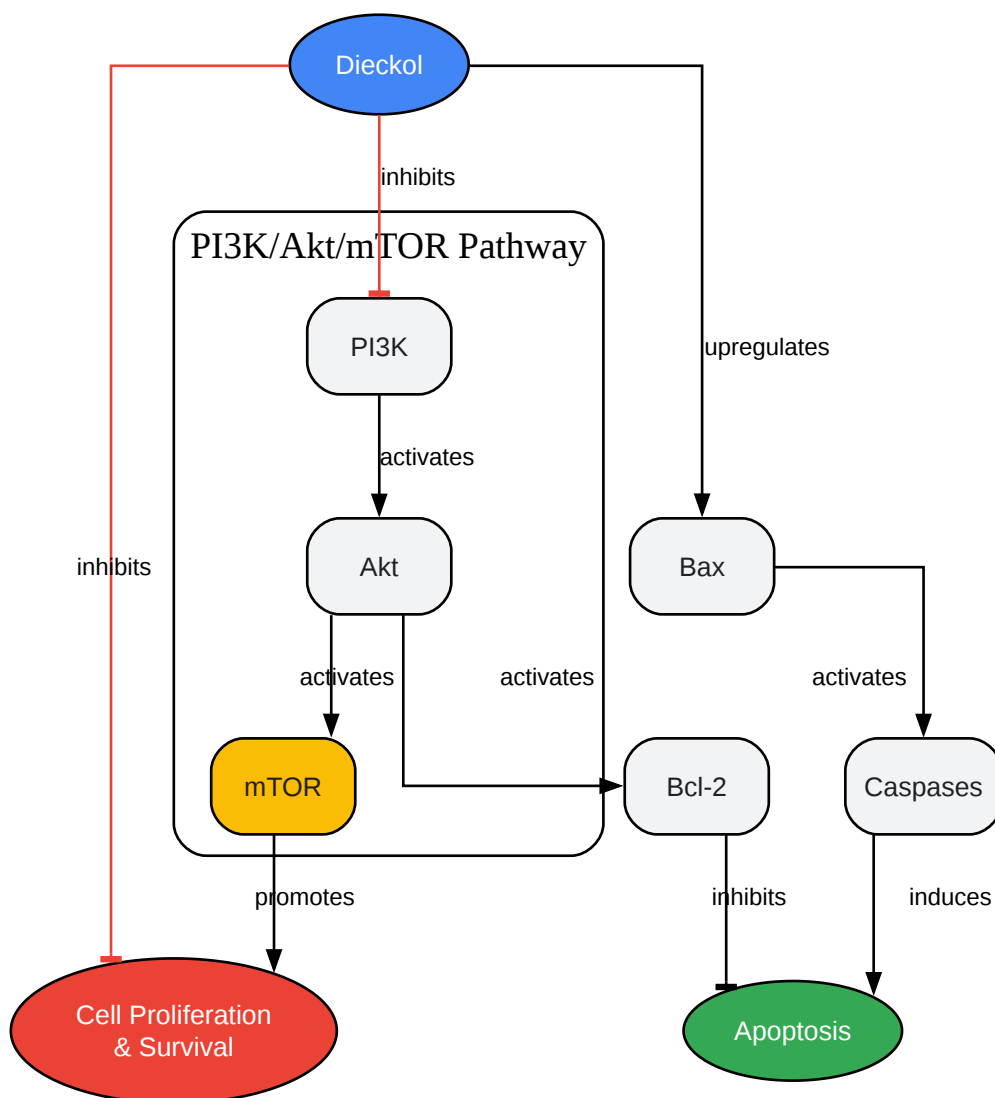 Dieckol
inhibits
PI3K/Akt/mTOR Pathway
PI3K
upregulates
activates
inhibits
Akt
Bax
activates
activates
activates
mTOR
Bcl-2
Caspases
promotes
inhibits
induces
Cell Proliferation
& Survival
Apoptosis